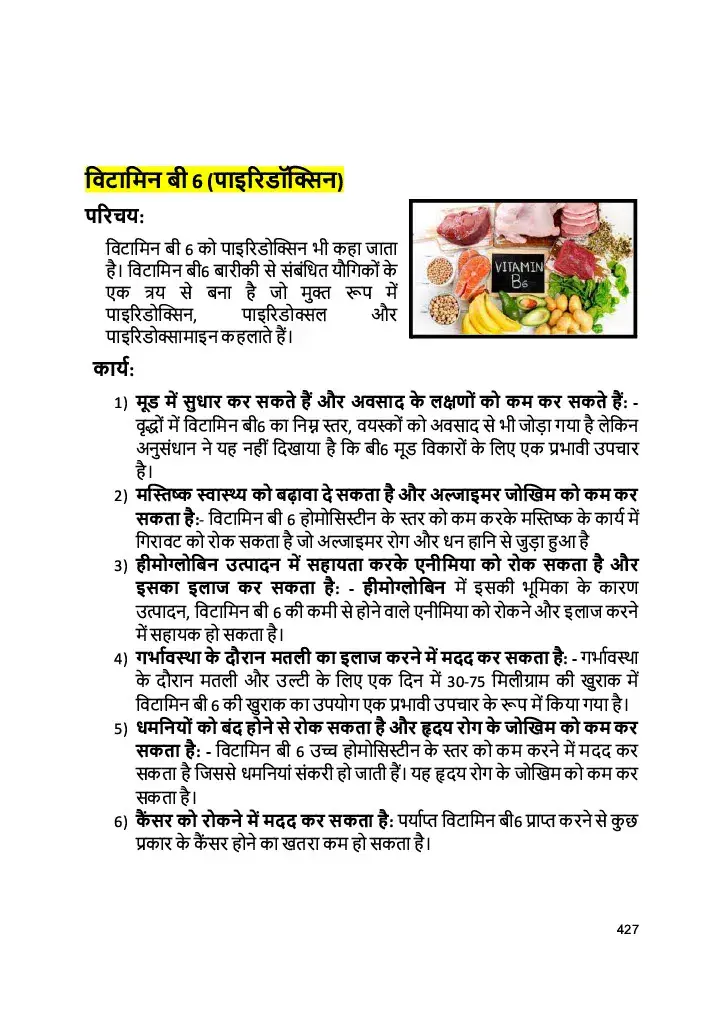 विटामिन बी 6 (पाइरिडॉक्सिन)
परिचय:
विटामिन बी 6 को पाइरिडोक्सिन भी कहा जाता
है। विटामिन बी6 बारीकी से संबंधित यौगिकों के
एक त्रय से बना है जो मुक्त रूप में
पाइरिडोक्सिन, पाइरिडोक्सल और
पाइरिडोक्सामाइन कहलाते हैं।
VITAMIN
B6
कार्य:
1) मूड में सुधार कर सकते हैं और अवसाद के लक्षणों को कम कर सकते हैं: -
वृद्धों में विटामिन बी6 का निम्न स्तर, वयस्कों को अवसाद से भी जोड़ा गया है लेकिन
अनुसंधान ने यह नहीं दिखाया है कि बी6 मूड विकारों के लिए एक प्रभावी उपचार
है।
2) मस्तिष्क स्वास्थ्य को बढ़ावा दे सकता है और अल्जाइमर जोखिम को कम कर
सकता है:- विटामिन बी 6 होमोसिस्टीन के स्तर को कम करके मस्तिष्क के कार्य में
गिरावट को रोक सकता है जो अल्जाइमर रोग और धन हानि से जुड़ा हुआ है
3) हीमोग्लोबिन उत्पादन में सहायता करके एनीमिया को रोक सकता है और
इसका इलाज कर सकता है: - हीमोग्लोबिन में इसकी भूमिका के कारण
उत्पादन, विटामिन बी 6 की कमी से होने वाले एनीमिया को रोकने और इलाज करने
में सहायक हो सकता है।
4) गर्भावस्था के दौरान मतली का इलाज करने में मदद कर सकता है: - गर्भावस्था
के दौरान मतली और उल्टी के लिए एक दिन में 30-75 मिलीग्राम की खुराक में
विटामिन बी 6 की खुराक का उपयोग एक प्रभावी उपचार के रूप में किया गया है।
5) धमनियों को बंद होने से रोक सकता है और हृदय रोग के जोखिम को कम कर
सकता है: - विटामिन बी 6 उच्च होमोसिस्टीन के स्तर को कम करने में मदद कर
सकता है जिससे धमनियां संकरी हो जाती हैं। यह हृदय रोग के जोखिम को कम कर
सकता है।
6) कैंसर को रोकने में मदद कर सकता है: पर्याप्त विटामिन बी6 प्राप्त करने से कुछ
प्रकार के कैंसर होने का खतरा कम हो सकता है।
427